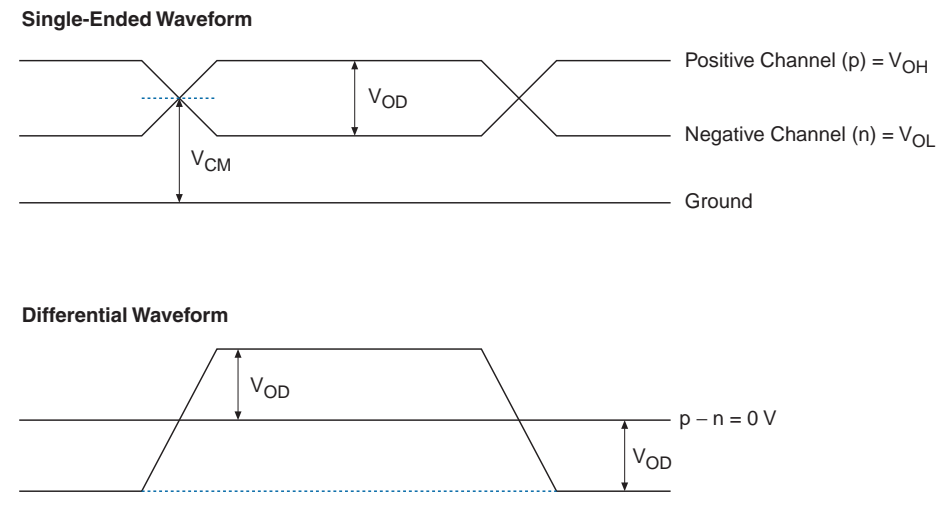 Single-Ended Waveform
Positive Channel (p) = VOH
VOD
Negative Channel (n) = VOL
VCM
Ground
Differential Waveform
VOD
p − n = 0 V
VOD